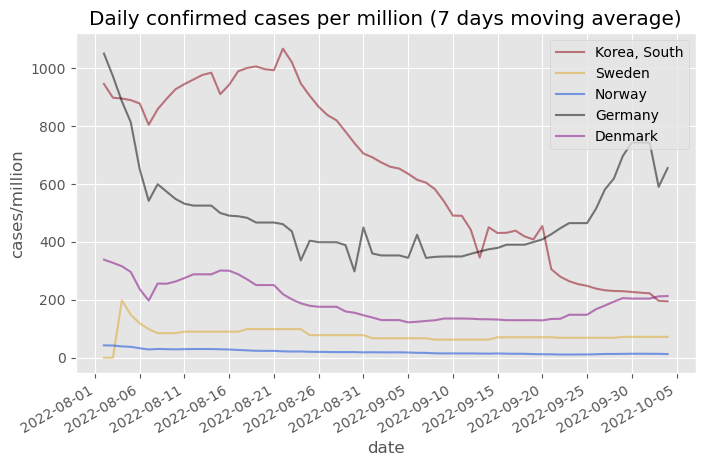 Daily confirmed cases per million (7 days moving average)
Korea, South
Sweden
Norway
Germany
Denmark
cases/million
1000
800
600
400
200
0
2022-08-01
2022-08-06
2022-08-11
2022-08-16
2022-08-21
2022-08-26
2022-08-31
2022-09-05
2022-09-10
2022-09-15
2022-09-20
2022-09-25
2022-09-30
2022-10-05
date